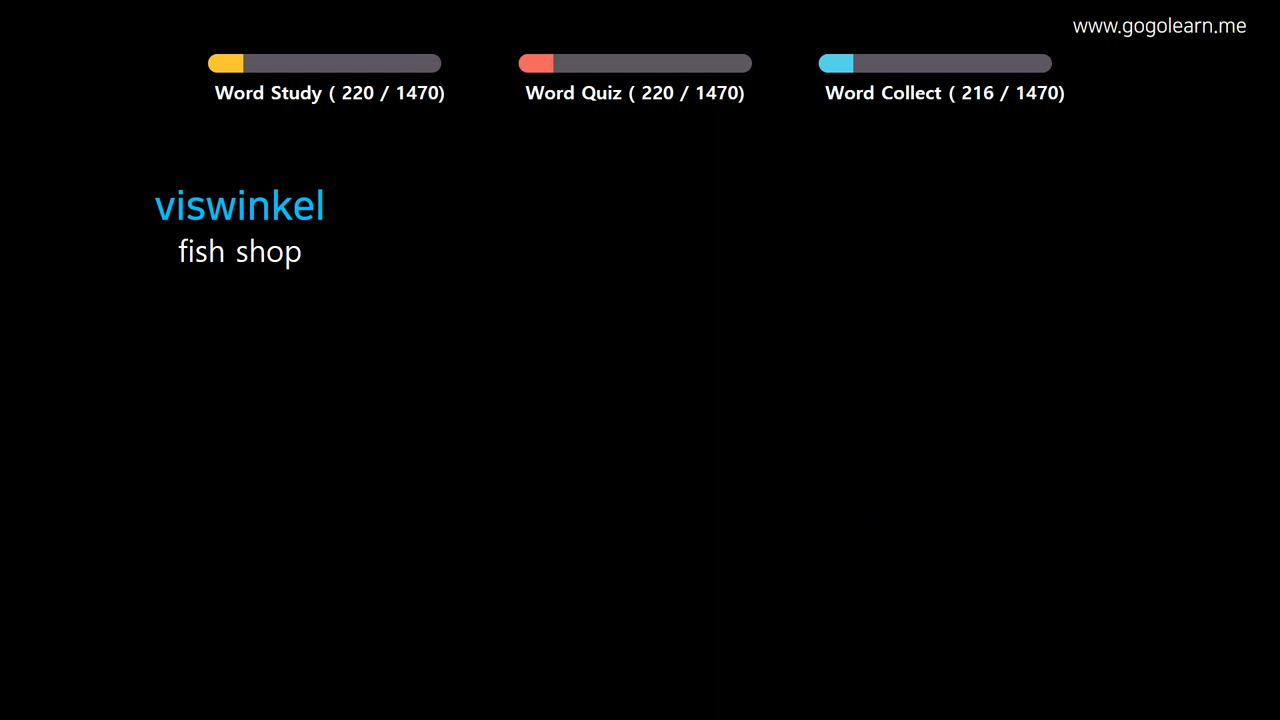 www.gogolearn.me
Word Study ( 220 / 1470)
Word Quiz ( 220 / 1470)
Word Collect ( 216 / 1470)
viswinkel
fish shop